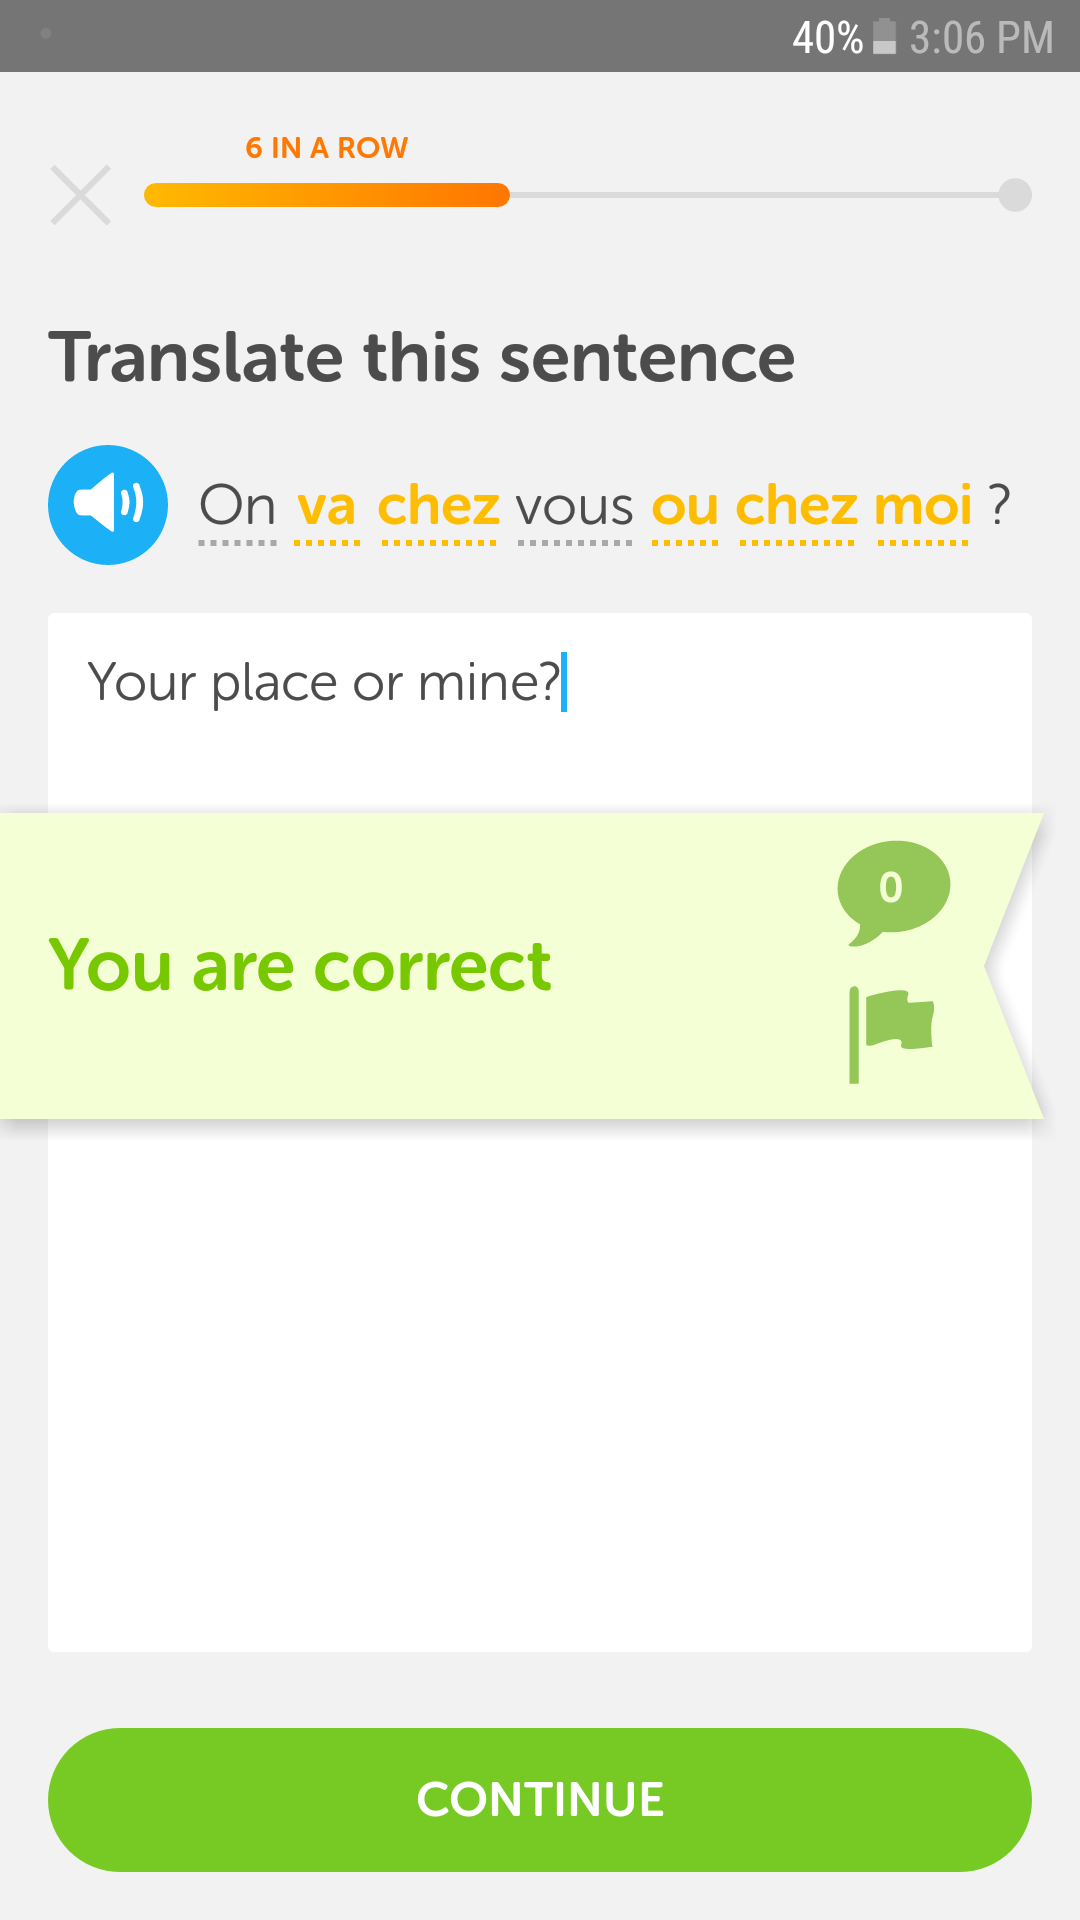 40% 3:06 PM
6 IN A ROW
Translate this sentence
On va chez vous ou chez moi ?
Your place or mine?
0
You are correct
CONTINUE